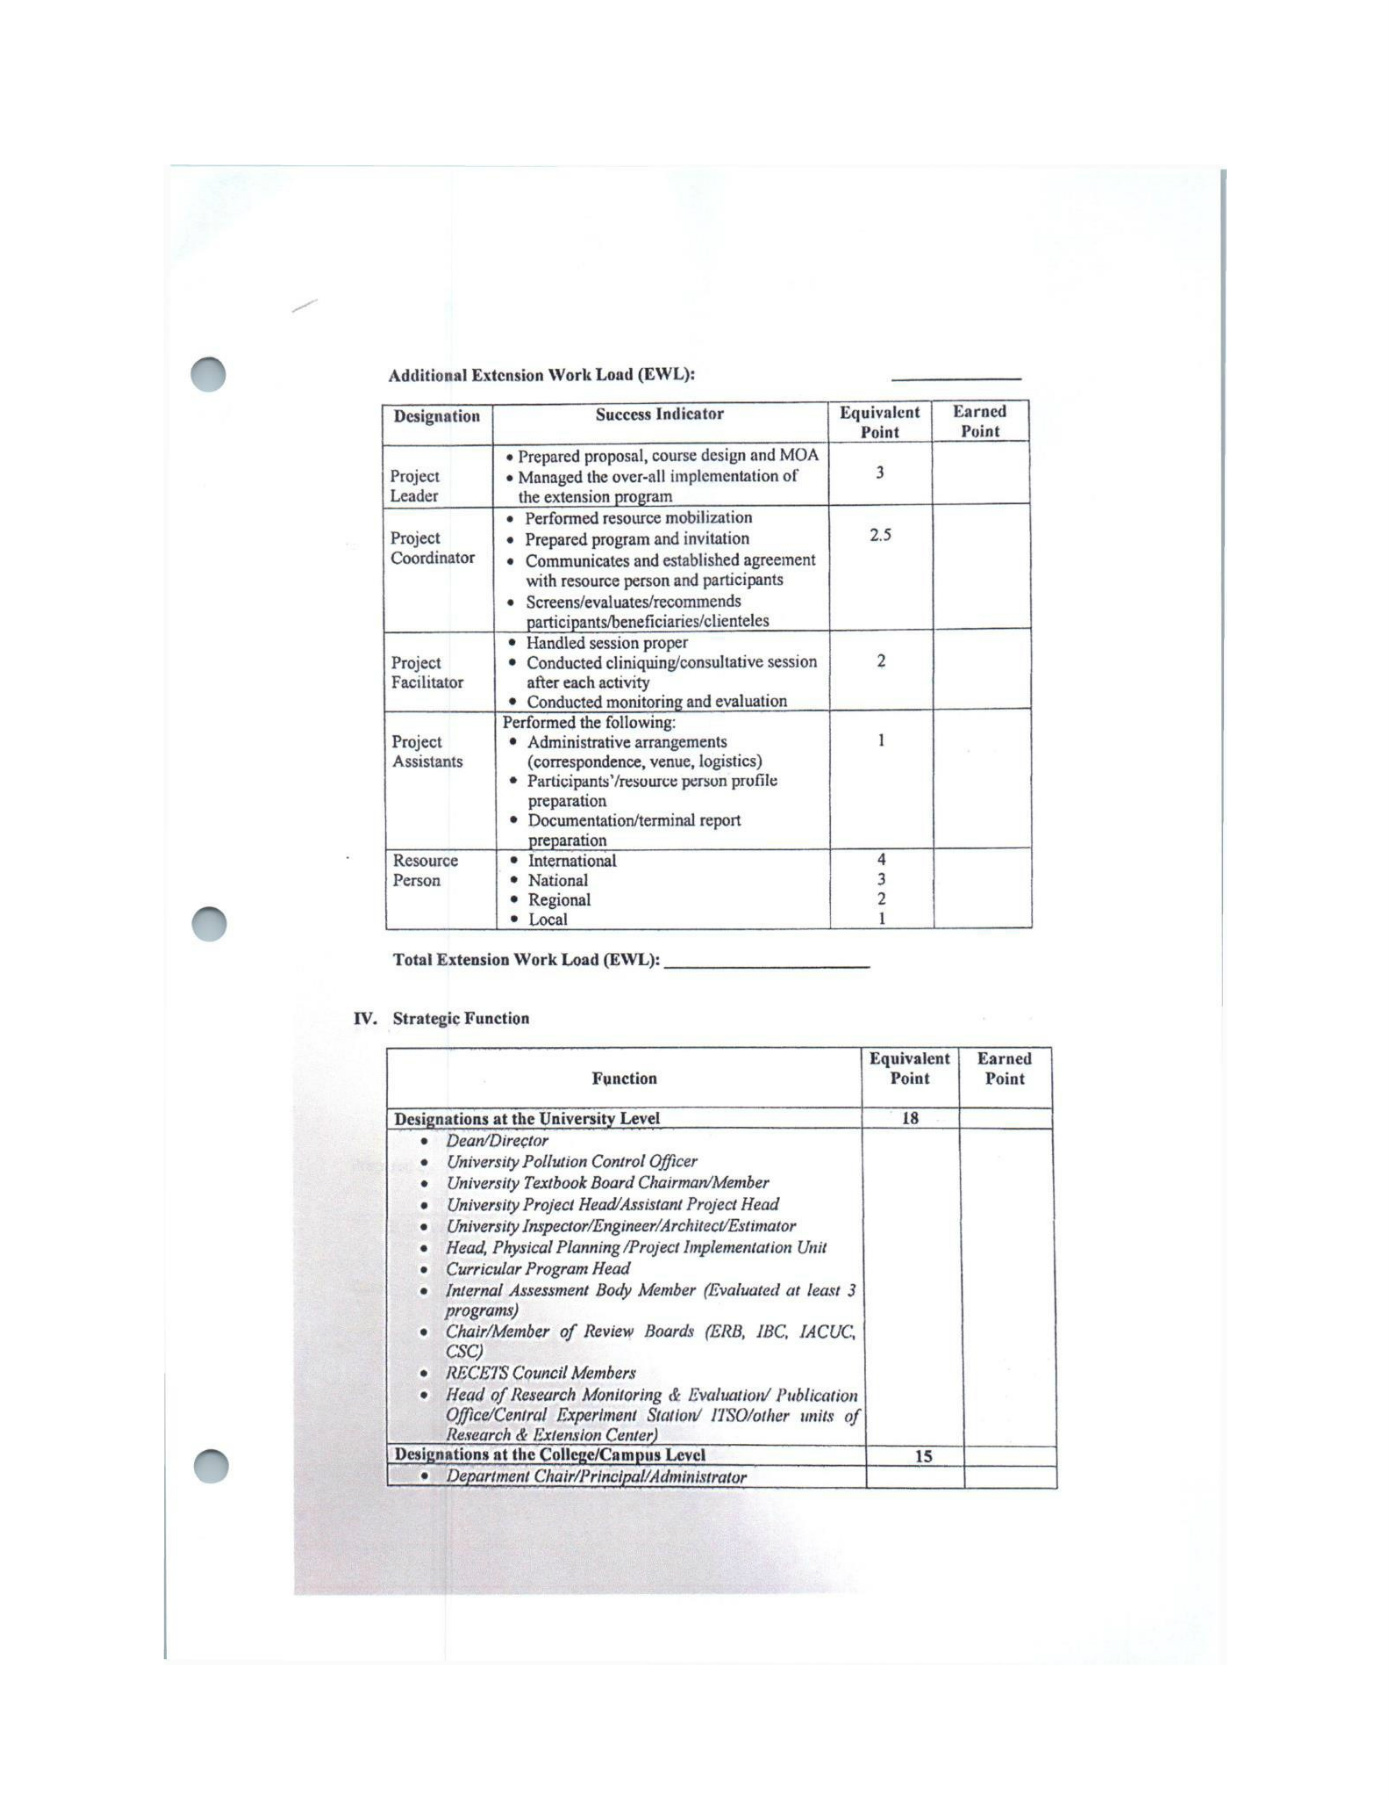 Additional Extension Work Load (EWL): ____________
Designation Success Indicator Equivalent Point Earned Point
Project Leader
• Prepared proposal, course design and MOA
• Managed the over-all implementation of
the extension program
3
Project Coordinator
• Performed resource mobilization
• Prepared program and invitation
• Communicates and established agreement
with resource person and participants
• Screens/evaluates/recommends
participants/beneficiaries/clienteles
2.5
Project Facilitator
• Handled session proper
• Conducted cliniquing/consultative session
after each activity
• Conducted monitoring and evaluation
2
Project Assistants
Performed the following:
• Administrative arrangements
(correspondence, venue, logistics)
• Participants'/resource person profile
preparation
• Documentation/terminal report
preparation
1
Resource Person
• International 4
• National 3
• Regional 2
• Local 1
Total Extension Work Load (EWL): ____________________
IV. Strategic Function
Function Equivalent Point Earned Point
Designations at the University Level 18
• Dean/Director
• University Pollution Control Officer
• University Textbook Board Chairman/Member
• University Project Head/Assistant Project Head
• University Inspector/Engineer/Architect/Estimator
• Head, Physical Planning /Project Implementation Unit
• Curricular Program Head
• Internal Assessment Body Member (Evaluated at least 3
programs)
• Chair/Member of Review Boards (ERB, IBC, IACUC,
CSC)
• RECETS Council Members
• Head of Research Monitoring & Evaluation/ Publication
Office/Central Experiment Station/ ITSO/other units of
Research & Extension Center)
Designations at the College/Campus Level 15
• Department Chair/Principal/Administrator